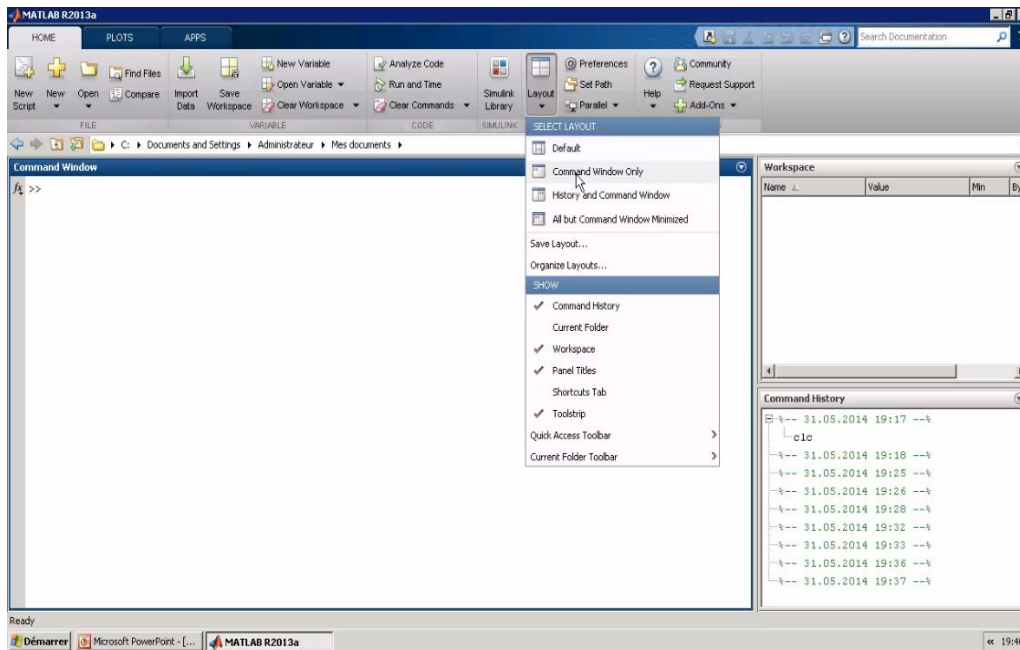 MATLAB R2013a
HOME PLOTS APPS
Search Documentation
New Script
New
Open
Find Files
Compare
Import Data
Save Workspace
New Variable
Open Variable
Clear Workspace
Analyze Code
Run and Time
Clear Commands
Simulink Library
Layout
Preferences
Set Path
Parallel
Help
Community
Request Support
Add-Ons
FILE VARIABLE CODE SIMULINK
C: Documents and Settings Administrateur Mes documents
Command Window
fx >>
SELECT LAYOUT
Default
Command Window Only
History and Command Window
All but Command Window Minimized
Save Layout...
Organize Layouts...
SHOW
Command History
Current Folder
Workspace
Panel Titles
Shortcuts Tab
Toolstrip
Quick Access Toolbar
Current Folder Toolbar
Workspace
Name Value Min
Command History
%-- 31.05.2014 19:17 --%
clc
%-- 31.05.2014 19:18 --%
%-- 31.05.2014 19:25 --%
%-- 31.05.2014 19:26 --%
%-- 31.05.2014 19:28 --%
%-- 31.05.2014 19:32 --%
%-- 31.05.2014 19:33 --%
%-- 31.05.2014 19:36 --%
%-- 31.05.2014 19:37 --%
Ready
Démarrer Microsoft PowerPoint - [... MATLAB R2013a